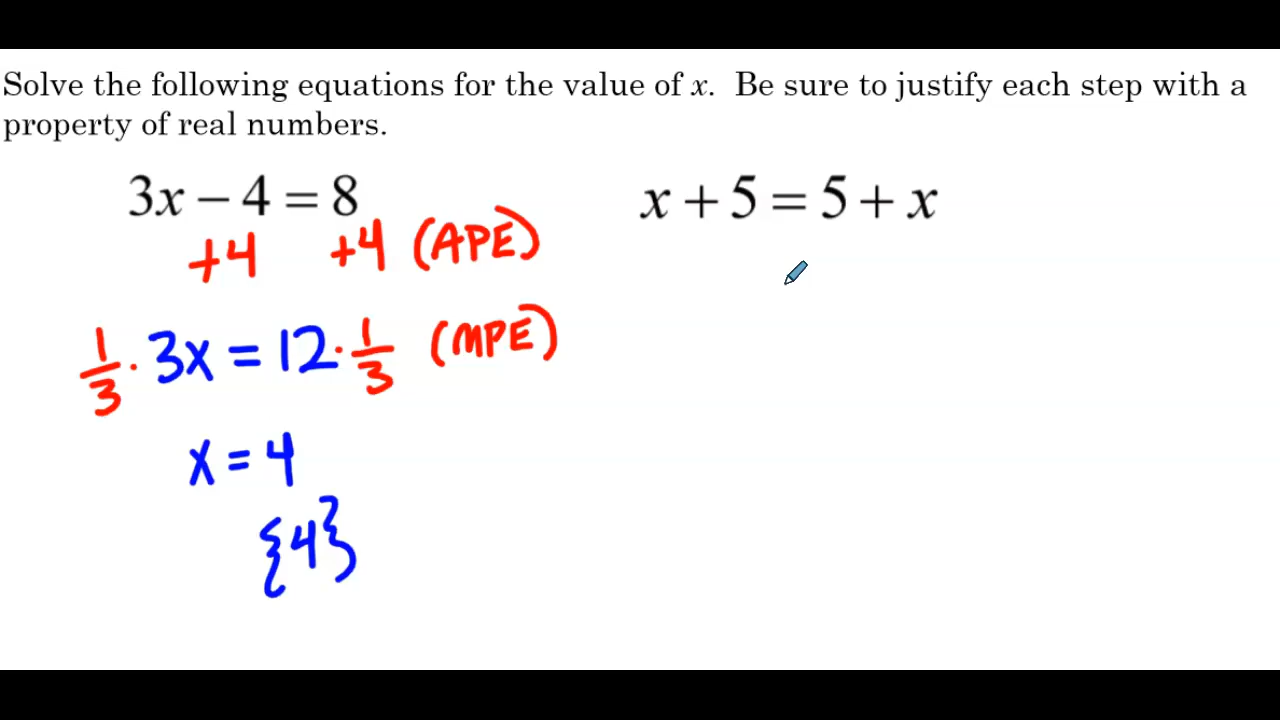 Solve the following equations for the value of x. Be sure to justify each step with a
property of real numbers.
3x − 4 = 8
+4 +4 (APE)
1/3 · 3x = 12 · 1/3 (MPE)
x = 4
{4}
x + 5 = 5 + x